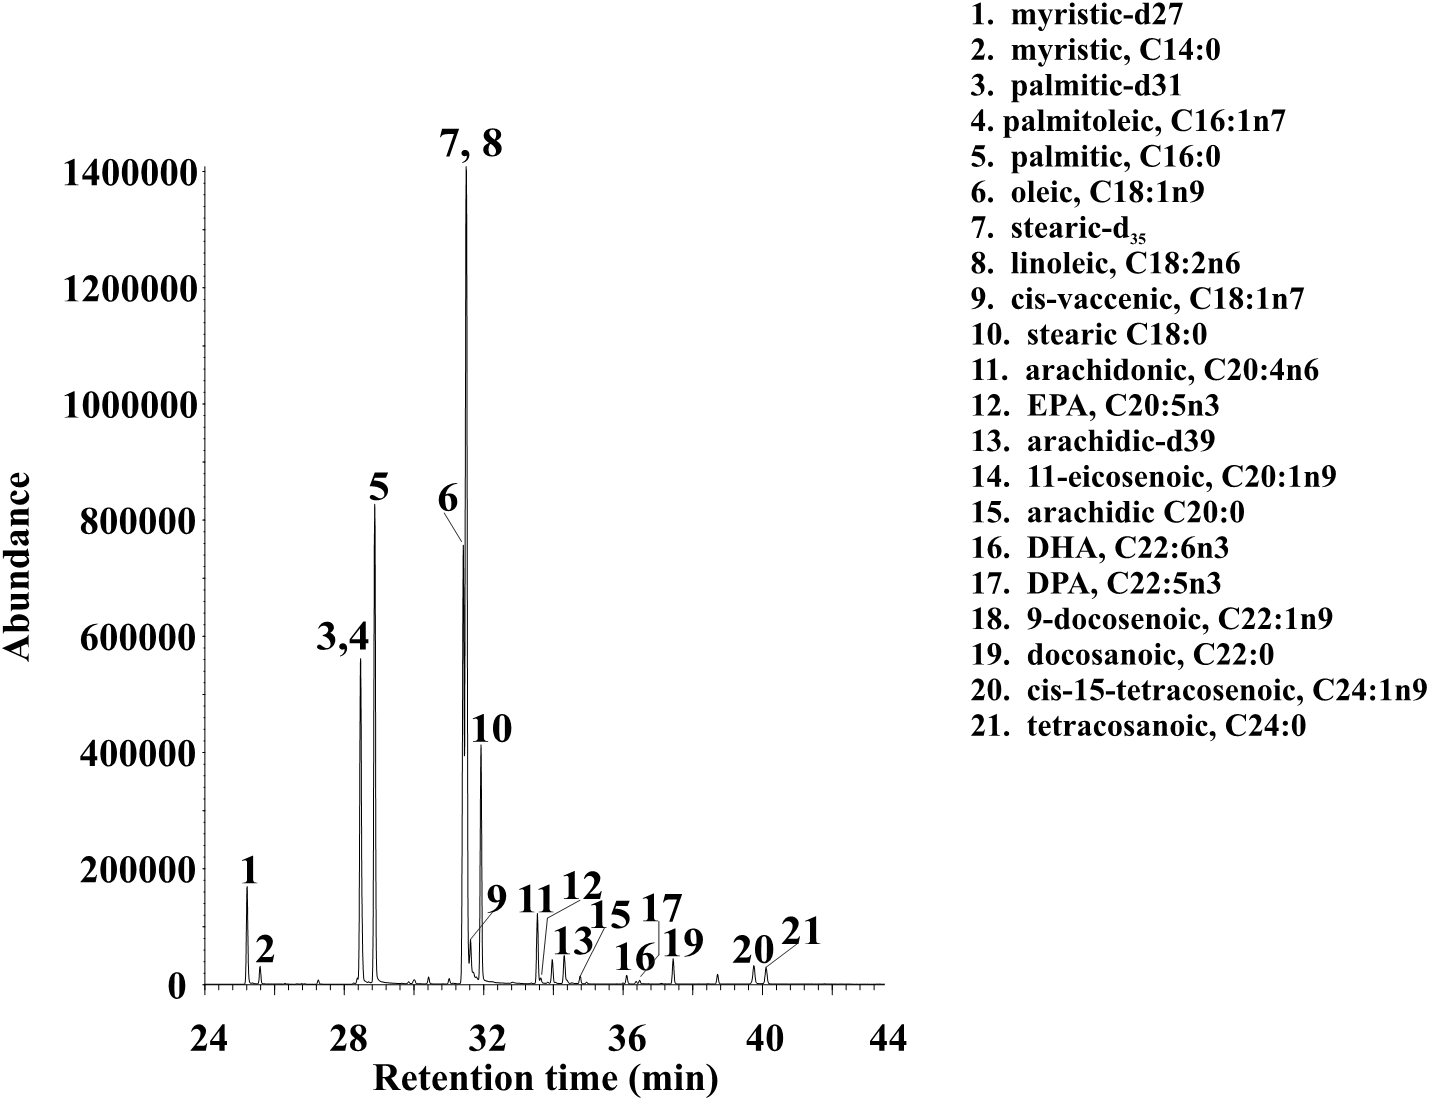 1. myristic-d27
2. myristic, C14:0
3. palmitic-d31
4. palmitoleic, C16:1n7
5. palmitic, C16:0
6. oleic, C18:1n9
7. stearic-d35
8. linoleic, C18:2n6
9. cis-vaccenic, C18:1n7
10. stearic C18:0
11. arachidonic, C20:4n6
12. EPA, C20:5n3
13. arachidic-d39
14. 11-eicosenoic, C20:1n9
15. arachidic C20:0
16. DHA, C22:6n3
17. DPA, C22:5n3
18. 9-docosenoic, C22:1n9
19. docosanoic, C22:0
20. cis-15-tetracosenoic, C24:1n9
21. tetracosanoic, C24:0
Abundance
1400000
1200000
1000000
800000
600000
400000
200000
0
7, 8
5
6
3,4
10
1
2
9
11
12
13
15
16
17
19
20
21
24 28 32 36 40 44
Retention time (min)